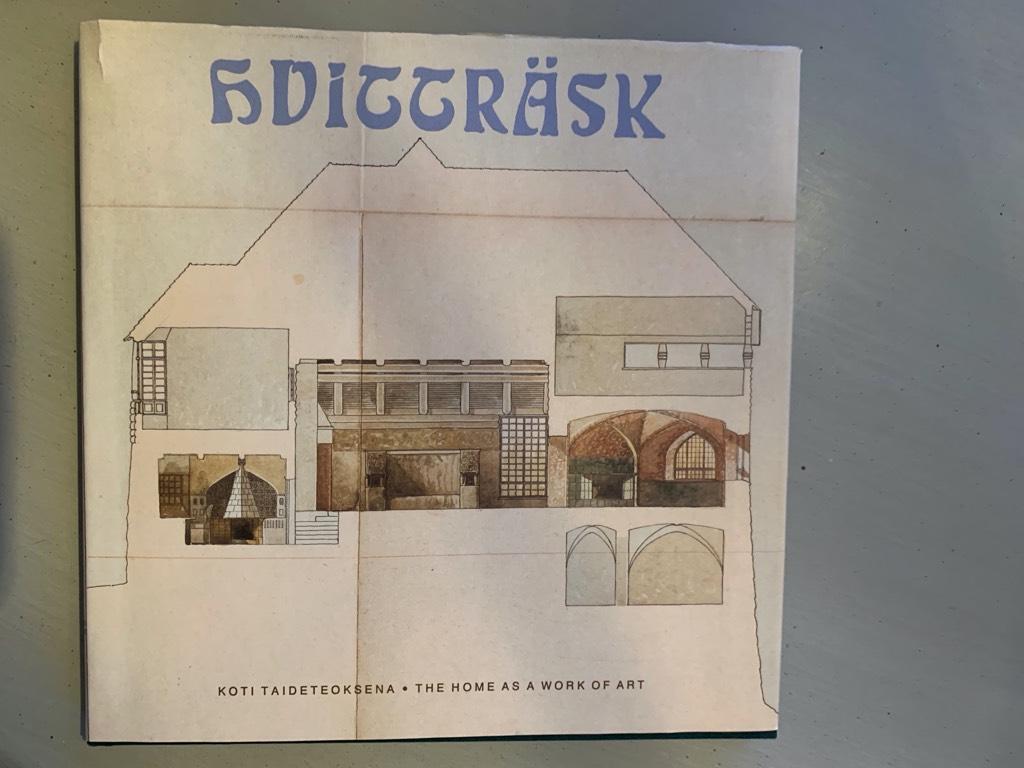 HVITTRÄSK
KOTI TAIDETEOKSENA • THE HOME AS A WORK OF ART